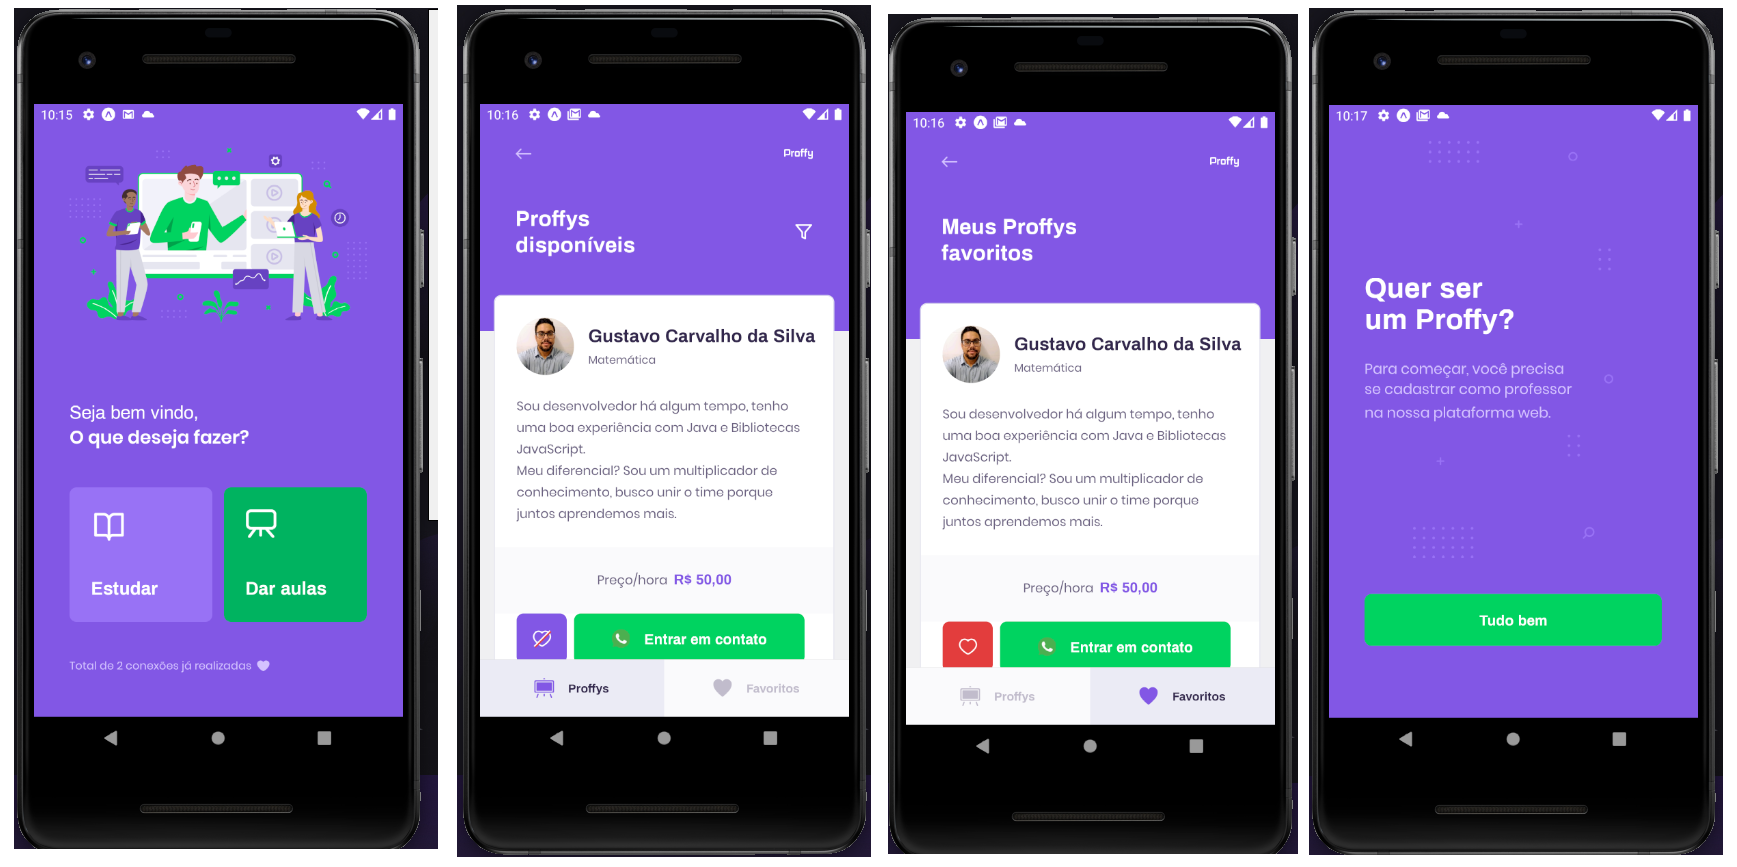 10:15
Seja bem vindo,
O que deseja fazer?
Estudar
Dar aulas
Total de 2 conexões já realizadas
10:16
Proffy
Proffys
disponíveis
Gustavo Carvalho da Silva
Matemática
Sou desenvolvedor há algum tempo, tenho
uma boa experiência com Java e Bibliotecas
JavaScript.
Meu diferencial? Sou um multiplicador de
conhecimento, busco unir o time porque
juntos aprendemos mais.
Preço/hora R$ 50,00
Entrar em contato
Proffys
Favoritos
10:16
Proffy
Meus Proffys
favoritos
Gustavo Carvalho da Silva
Matemática
Sou desenvolvedor há algum tempo, tenho
uma boa experiência com Java e Bibliotecas
JavaScript.
Meu diferencial? Sou um multiplicador de
conhecimento, busco unir o time porque
juntos aprendemos mais.
Preço/hora R$ 50,00
Entrar em contato
Proffys
Favoritos
10:17
Quer ser
um Proffy?
Para começar, você precisa
se cadastrar como professor
na nossa plataforma web.
Tudo bem